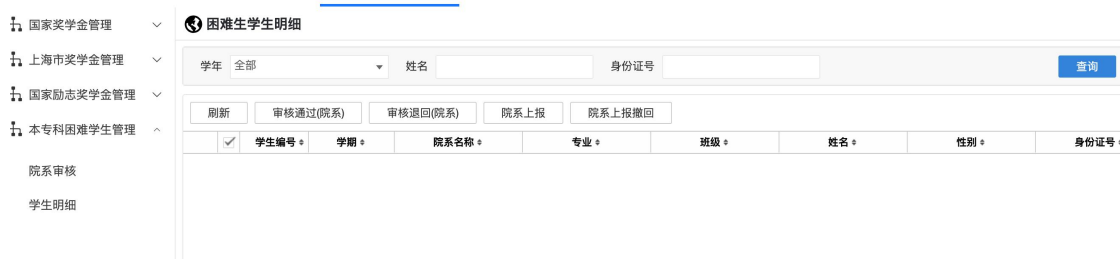 国家奖学金管理
上海市奖学金管理
国家励志奖学金管理
本专科困难学生管理
院系审核
学生明细
困难生学生明细
学年 全部 姓名 身份证号 查询
刷新 审核通过(院系) 审核退回(院系) 院系上报 院系上报撤回
学生编号 学期 院系名称 专业 班级 姓名 性别 身份证号